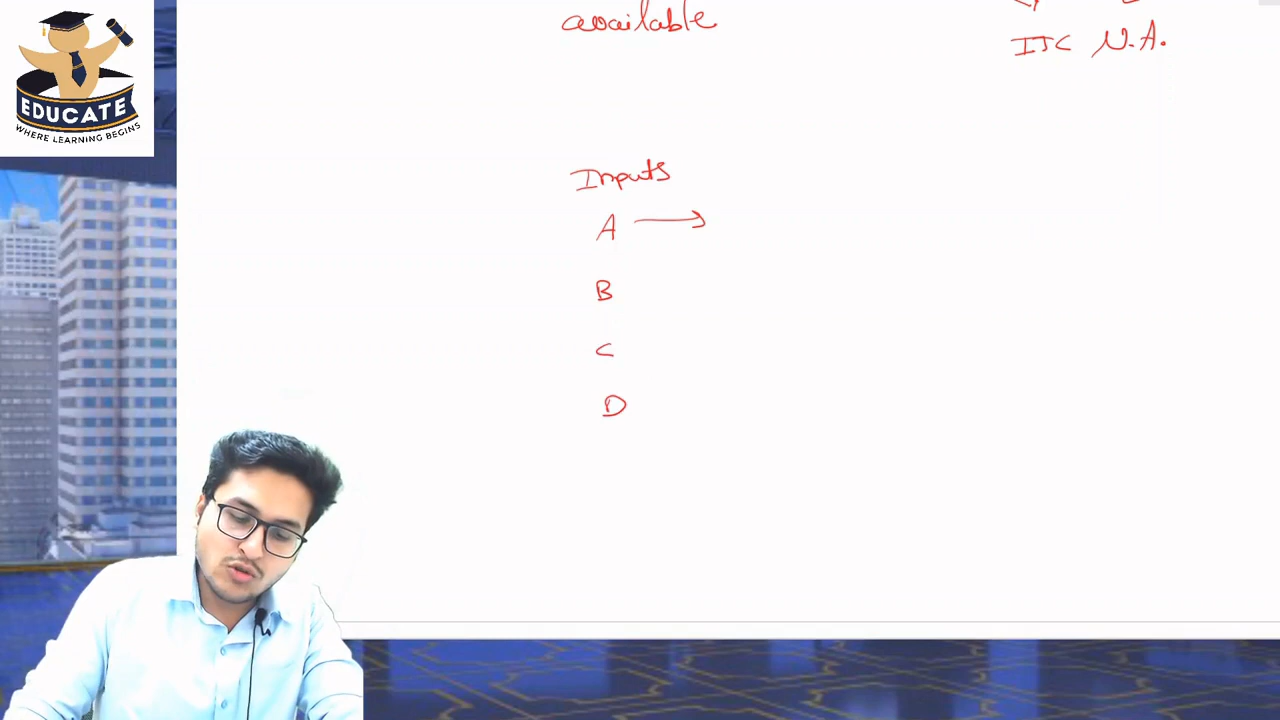 EDUCATE
WHERE LEARNING BEGINS
available
ITC N.A.
Inputs
A →
B
C
D